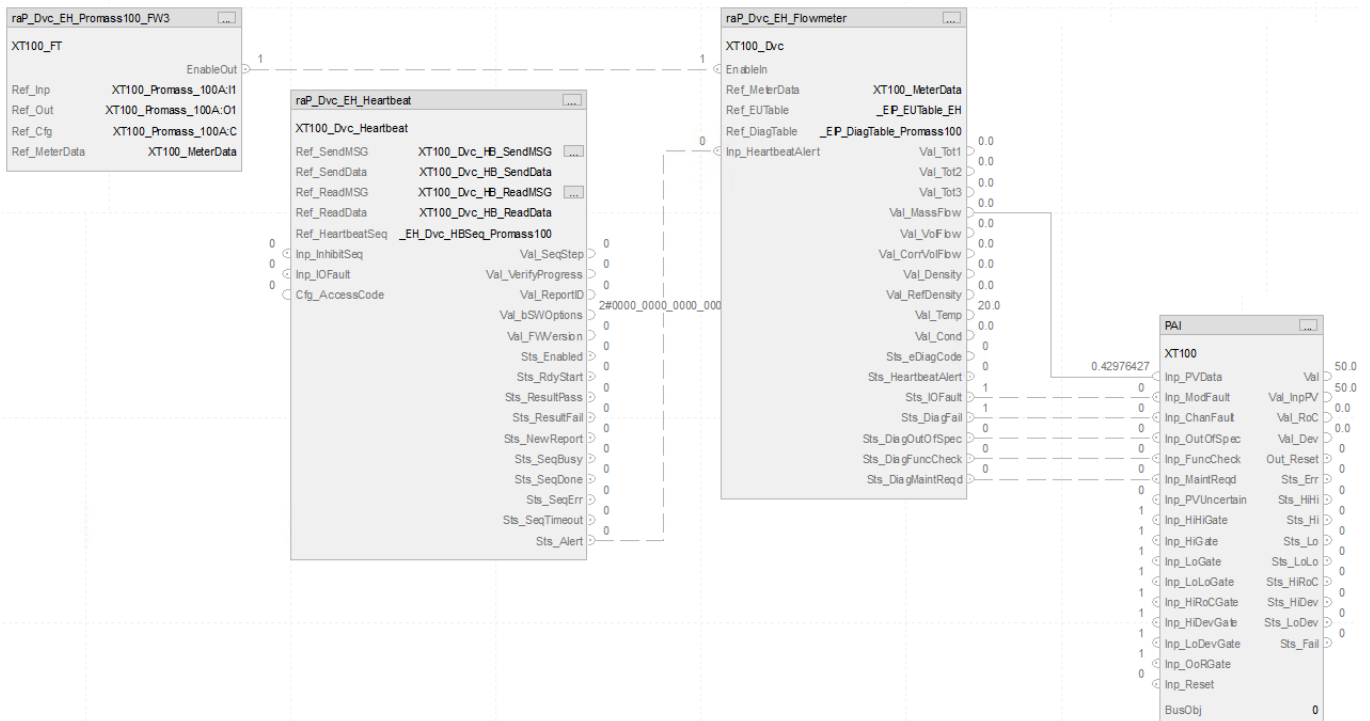 raP_Dvc_EH_Promass100_FW3 ...
XT100_FT
EnableOut 1
Ref_Inp XT100_Promass_100A:I1
Ref_Out XT100_Promass_100A:O1
Ref_Cfg XT100_Promass_100A:C
Ref_MeterData XT100_MeterData
raP_Dvc_EH_Heartbeat ...
XT100_Dvc_Heartbeat
Ref_SendMSG XT100_Dvc_HB_SendMSG ...
Ref_SendData XT100_Dvc_HB_SendData
Ref_ReadMSG XT100_Dvc_HB_ReadMSG ...
Ref_ReadData XT100_Dvc_HB_ReadData
Ref_HeartbeatSeq _EH_Dvc_HBSeq_Promass100
0 Inp_InhibitSeq Val_SeqStep 0
0 Inp_IOFault Val_VerifyProgress 0
0 Cfg_AccessCode Val_ReportID 0
Val_bSWOptions 2#0000_0000_0000_000
Val_FWVersion 0
Sts_Enabled 0
Sts_RdyStart 0
Sts_ResultPass 0
Sts_ResultFail 0
Sts_NewReport 0
Sts_SeqBusy 0
Sts_SeqDone 0
Sts_SeqErr 0
Sts_SeqTimeout 0
Sts_Alert 0
raP_Dvc_EH_Flowmeter ...
XT100_Dvc
1 EnableIn
Ref_MeterData XT100_MeterData
Ref_EUTable _EIP_EUTable_EH
Ref_DiagTable _EIP_DiagTable_Promass100
0 Inp_HeartbeatAlert Val_Tot1 0.0
Val_Tot2 0.0
Val_Tot3 0.0
Val_MassFlow 0.0
Val_VolFlow 0.0
Val_CorrVolFlow 0.0
Val_Density 0.0
Val_RefDensity 0.0
Val_Temp 20.0
Val_Cond 0.0
Sts_eDiagCode 0
Sts_HeartbeatAlert 0
Sts_IOFault 1
Sts_DiagFail 1
Sts_DiagOutOfSpec 0
Sts_DiagFuncCheck 0
Sts_DiagMaintReqd 0
PAI ...
XT100
0.42976427 Inp_PVData Val 50.0
0 Inp_ModFault Val_InpPV 50.0
0 Inp_ChanFault Val_RoC 0.0
0 Inp_OutOfSpec Val_Dev 0.0
0 Inp_FuncCheck Out_Reset 0
0 Inp_MaintReqd Sts_Err 0
0 Inp_PVUncertain Sts_HiHi 0
1 Inp_HiHiGate Sts_Hi 0
1 Inp_HiGate Sts_Lo 0
1 Inp_LoGate Sts_LoLo 0
1 Inp_LoLoGate Sts_HiRoC 0
1 Inp_HiRoCGate Sts_HiDev 0
1 Inp_HiDevGate Sts_LoDev 0
1 Inp_LoDevGate Sts_Fail 0
1 Inp_OoRGate
0 Inp_Reset
BusObj 0